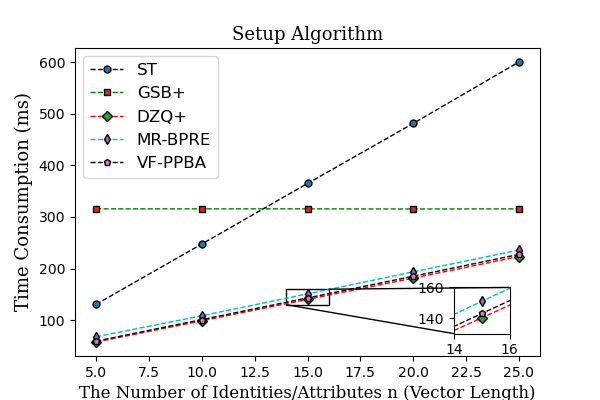 Setup Algorithm
Time Consumption (ms)
600
500
400
300
200
100
ST
GSB+
DZQ+
MR-BPRE
VF-PPBA
160
140
14 16
5.0 7.5 10.0 12.5 15.0 17.5 20.0 22.5 25.0
The Number of Identities/Attributes n (Vector Length)